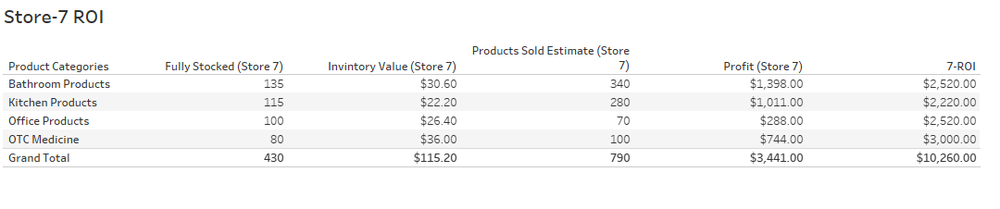 Store-7 ROI
Products Sold Estimate (Store
Product Categories Fully Stocked (Store 7) Invintory Value (Store 7) 7) Profit (Store 7) 7-ROI
Bathroom Products 135 $30.60 340 $1,398.00 $2,520.00
Kitchen Products 115 $22.20 280 $1,011.00 $2,220.00
Office Products 100 $26.40 70 $288.00 $2,520.00
OTC Medicine 80 $36.00 100 $744.00 $3,000.00
Grand Total 430 $115.20 790 $3,441.00 $10,260.00